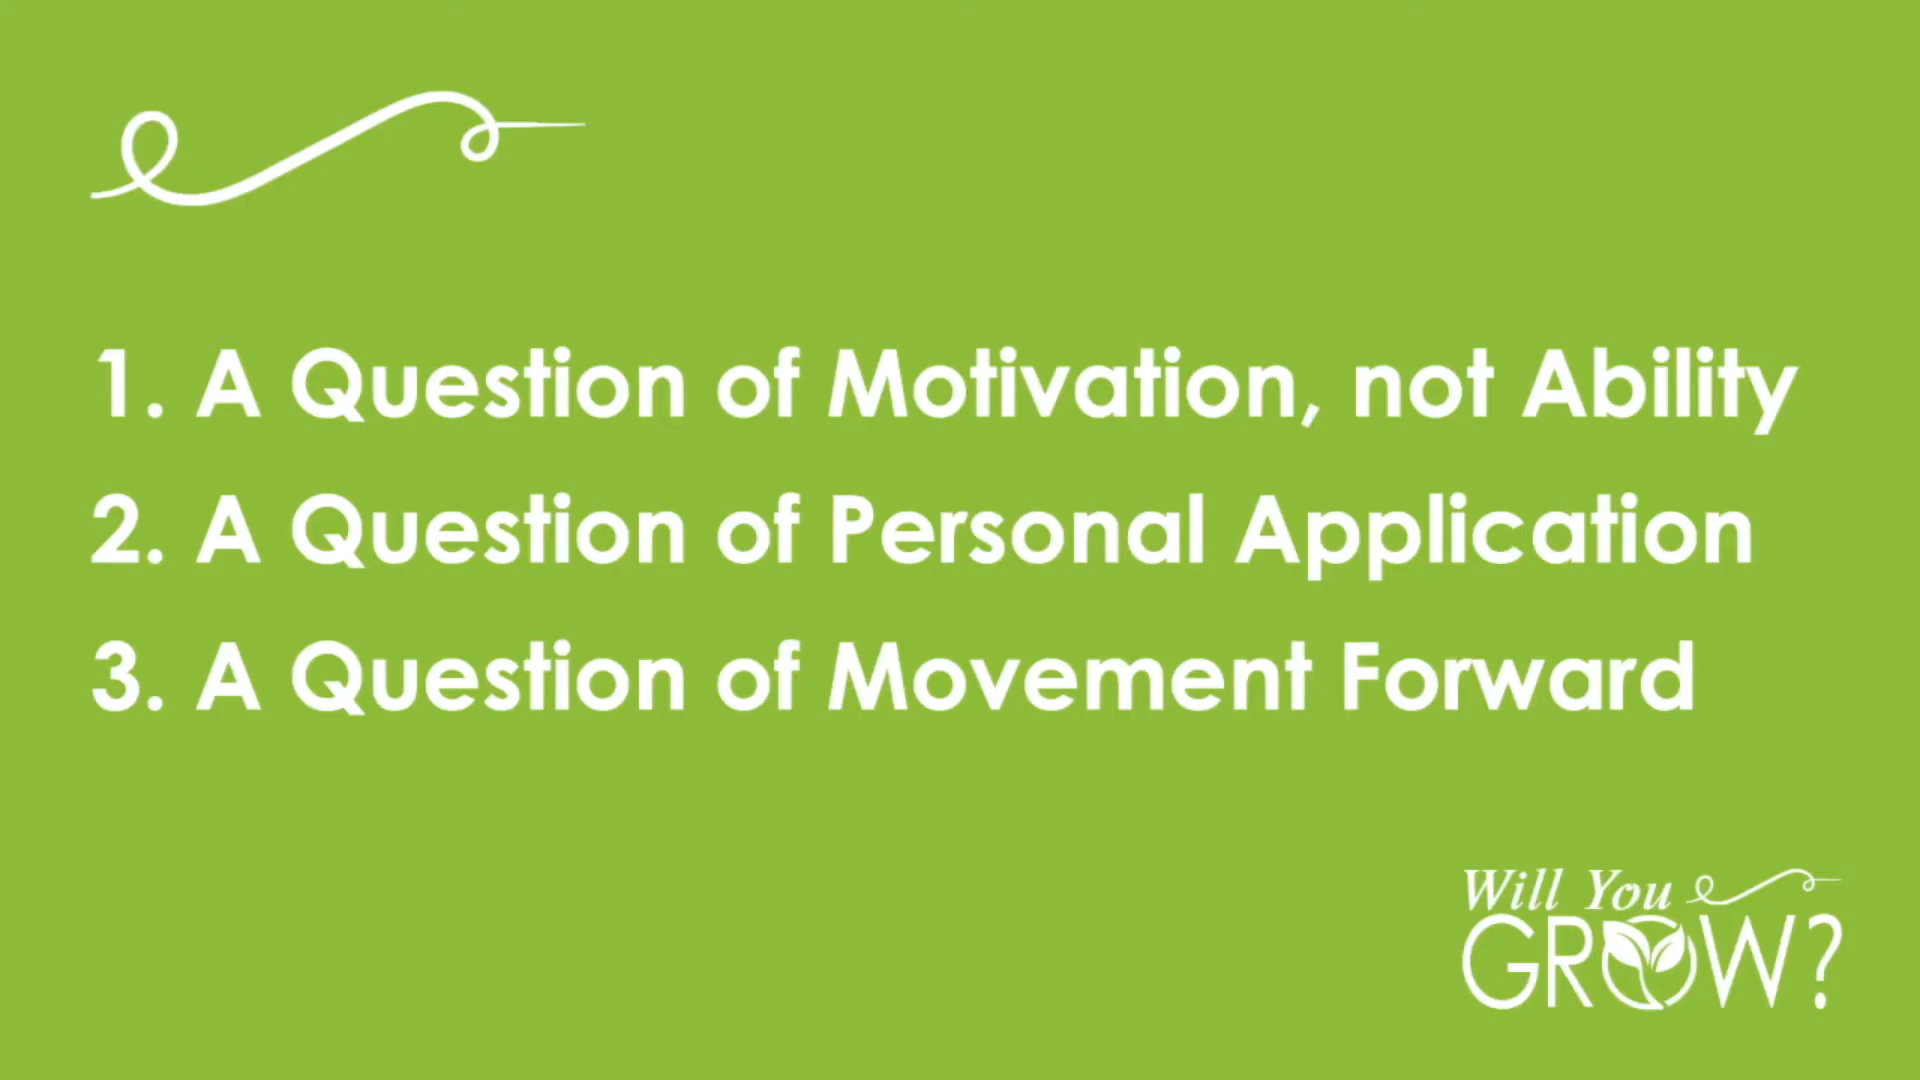 1. A Question of Motivation, not Ability
2. A Question of Personal Application
3. A Question of Movement Forward
Will You
GROW?